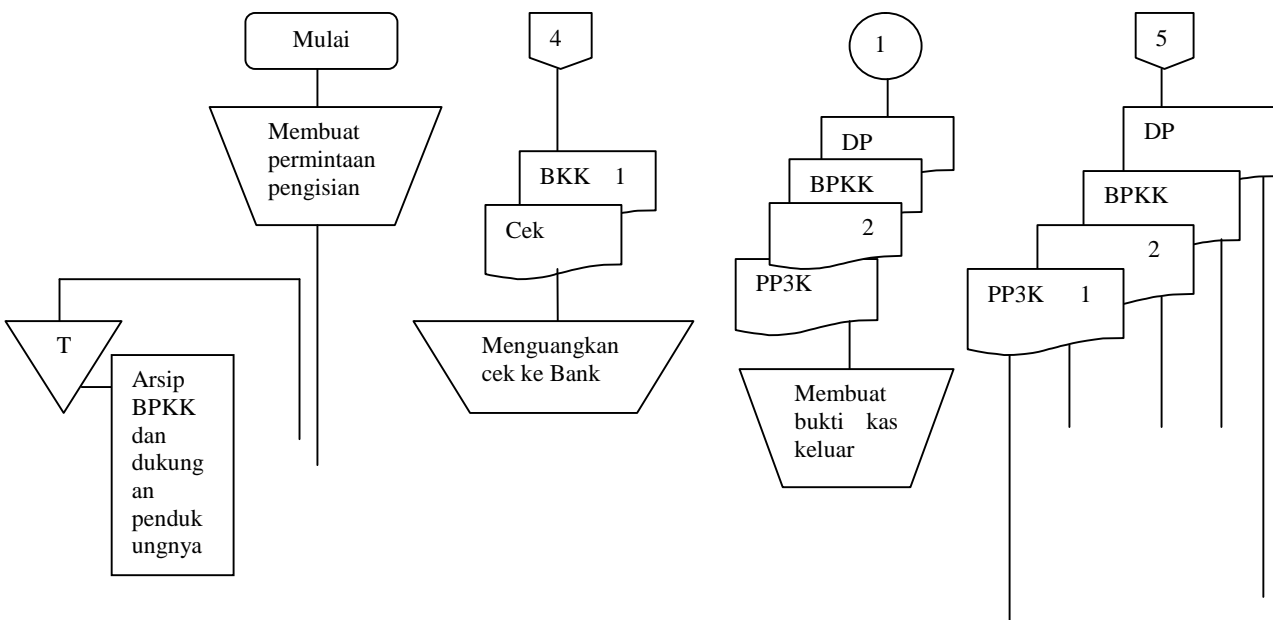 Mulai
Membuat
permintaan
pengisian
T
Arsip
BPKK
dan
dukung
an
penduk
ungnya
4
BKK 1
Cek
Menguangkan
cek ke Bank
1
DP
BPKK
2
PP3K
Membuat
bukti kas
keluar
5
DP
BPKK
2
PP3K 1